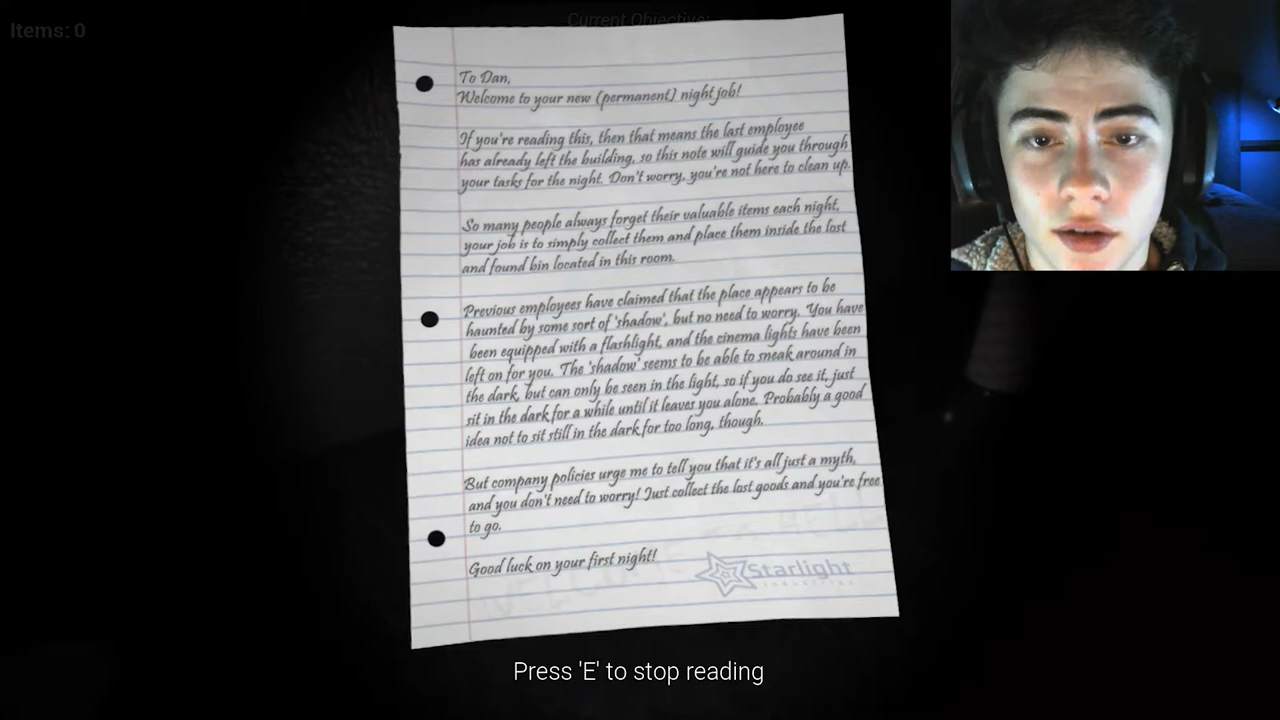 Items: 0
Current Objective:
To Dan,
Welcome to your new (permanent) night job!
If you're reading this, then that means the last employee
has already left the building, so this note will guide you through
your tasks for the night. Don't worry, you're not here to clean up.
So many people always forget their valuable items each night,
your job is to simply collect them and place them inside the lost
and found bin located in this room.
Previous employees have claimed that the place appears to be
haunted by some sort of 'shadow', but no need to worry. You have
been equipped with a flashlight, and the cinema lights have been
left on for you. The 'shadow' seems to be able to sneak around in
the dark, but can only be seen in the light, so if you do see it, just
sit in the dark for a while until it leaves you alone. Probably a good
idea not to sit still in the dark for too long, though.
But company policies urge me to tell you that it's all just a myth,
and you don't need to worry! Just collect the lost goods and you're free
to go.
Good luck on your first night!
WELCOME TO HELL
Starlight
industries
Press 'E' to stop reading